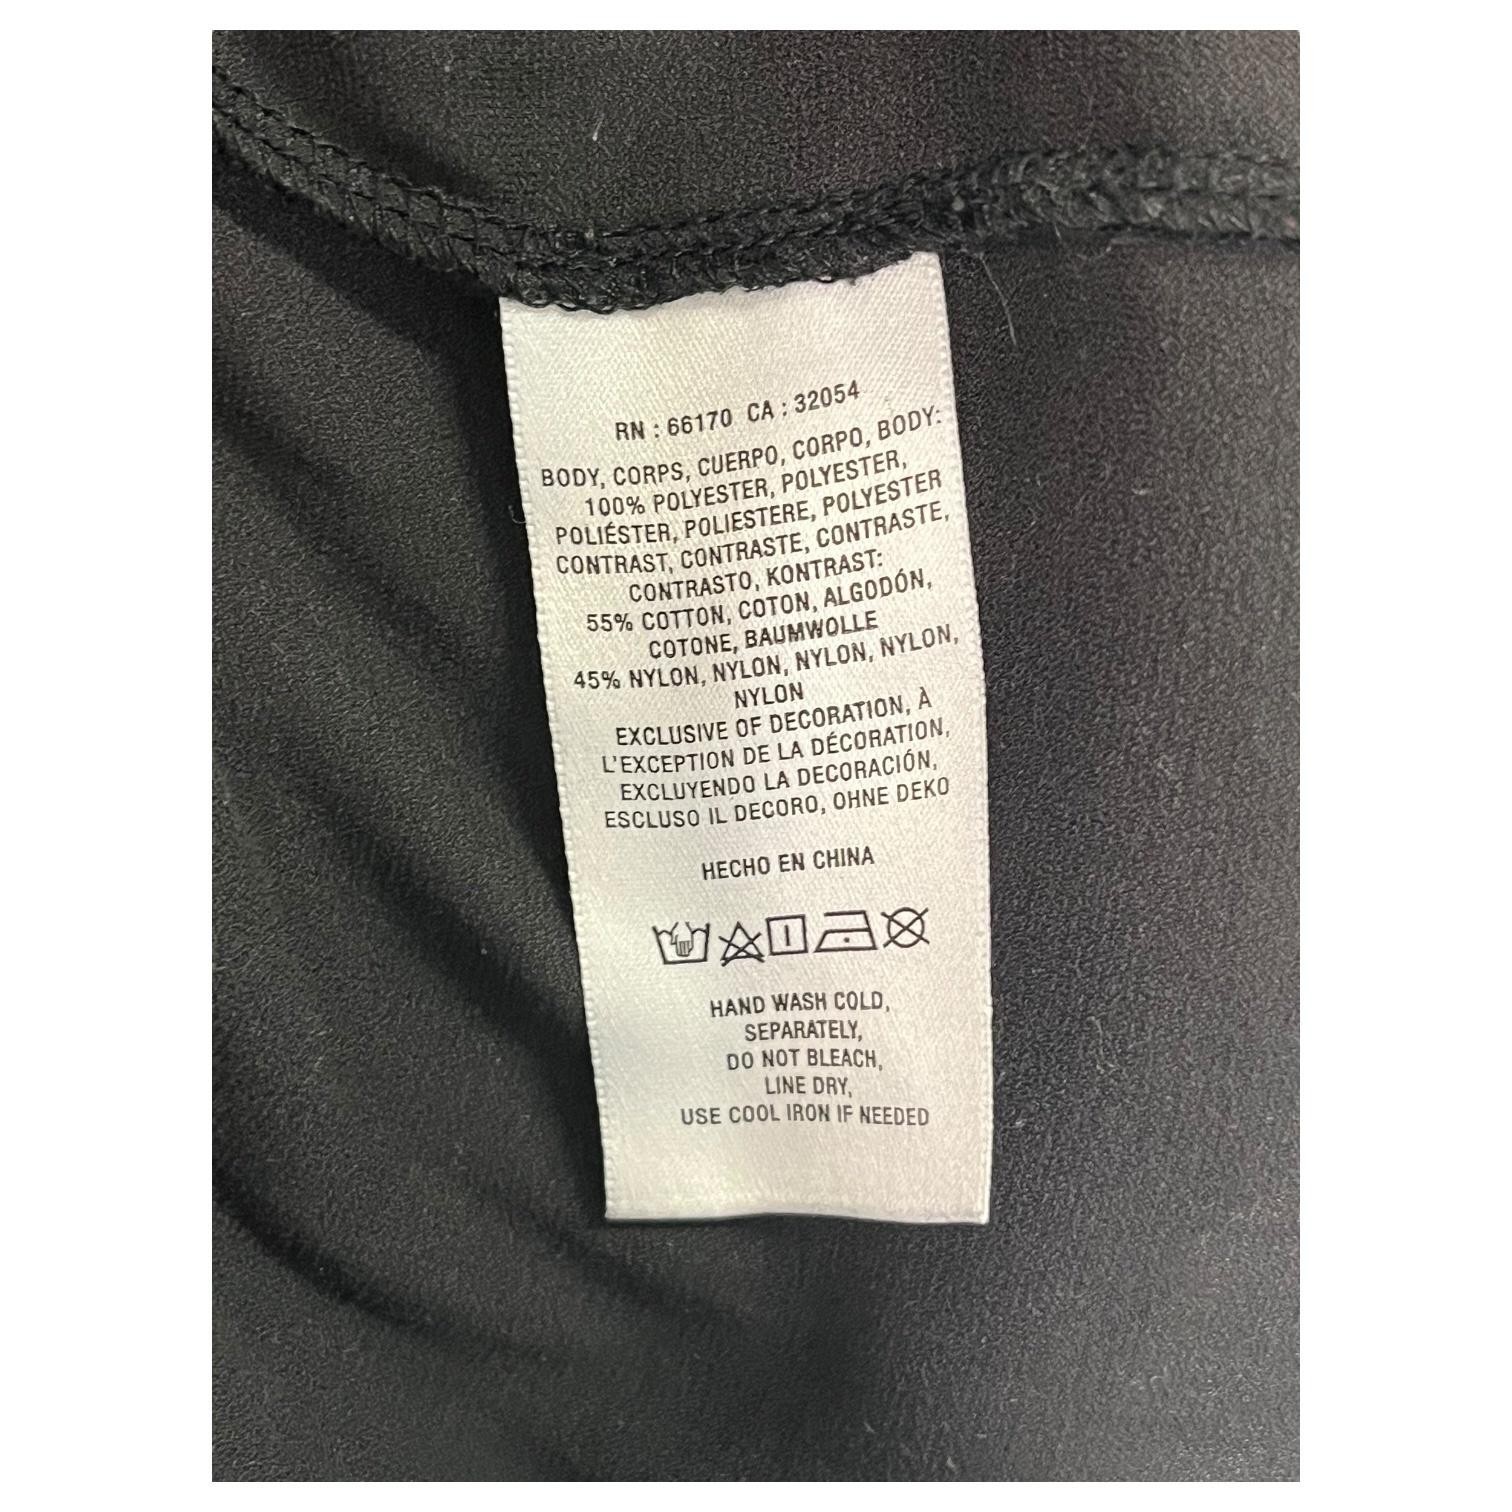 RN : 66170 CA : 32054
BODY, CORPS, CUERPO, CORPO, BODY:
100% POLYESTER, POLYESTER,
POLIÉSTER, POLIESTERE, POLYESTER
CONTRAST, CONTRASTE, CONTRASTE,
CONTRASTO, KONTRAST:
55% COTTON, COTON, ALGODÓN,
COTONE, BAUMWOLLE
45% NYLON, NYLON, NYLON, NYLON,
NYLON
EXCLUSIVE OF DECORATION, À
L'EXCEPTION DE LA DÉCORATION,
EXCLUYENDO LA DECORACIÓN,
ESCLUSO IL DECORO, OHNE DEKO
HECHO EN CHINA
HAND WASH COLD,
SEPARATELY,
DO NOT BLEACH,
LINE DRY,
USE COOL IRON IF NEEDED